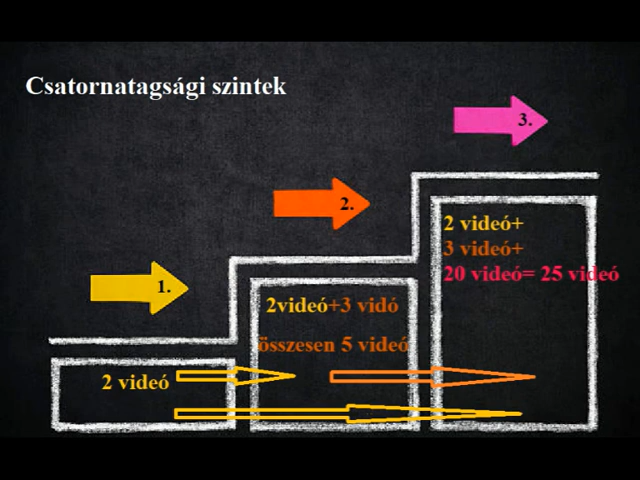 Csatornatagsági szintek
3.
2.
1.
2 videó+
3 videó+
20 videó= 25 videó
2videó+3 vidó
összesen 5 videó
2 videó